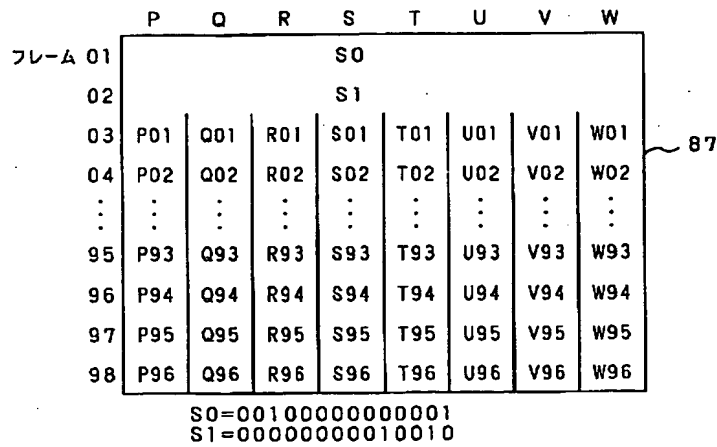 P Q R S T U V W
フレーム 01 S0
02 S1
03 P01 Q01 R01 S01 T01 U01 V01 W01
87
04 P02 Q02 R02 S02 T02 U02 V02 W02
⋮ ⋮ ⋮ ⋮ ⋮ ⋮ ⋮ ⋮ ⋮
95 P93 Q93 R93 S93 T93 U93 V93 W93
96 P94 Q94 R94 S94 T94 U94 V94 W94
97 P95 Q95 R95 S95 T95 U95 V95 W95
98 P96 Q96 R96 S96 T96 U96 V96 W96
S0=00100000000001
S1=00000000010010